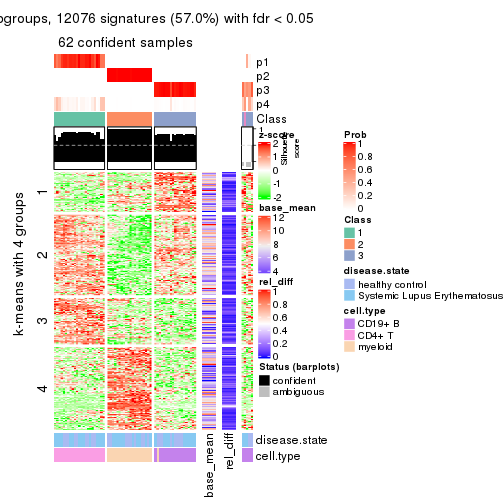 ogroups, 12076 signatures (57.0%) with fdr < 0.05
62 confident samples
p1
p2
p3
p4
Class
1
z-score
2
1
0
-1
-2
Silhouette
score
base_mean
12
10
8
6
4
rel_diff
1
0.8
0.6
0.4
0.2
0
Status (barplots)
confident
ambiguous
Prob
1
0.8
0.6
0.4
0.2
0
Class
1
2
3
disease.state
healthy control
Systemic Lupus Erythematosus
cell.type
CD19+ B
CD4+ T
myeloid
k-means with 4 groups
1
2
3
4
disease.state
cell.type
base_mean
rel_diff